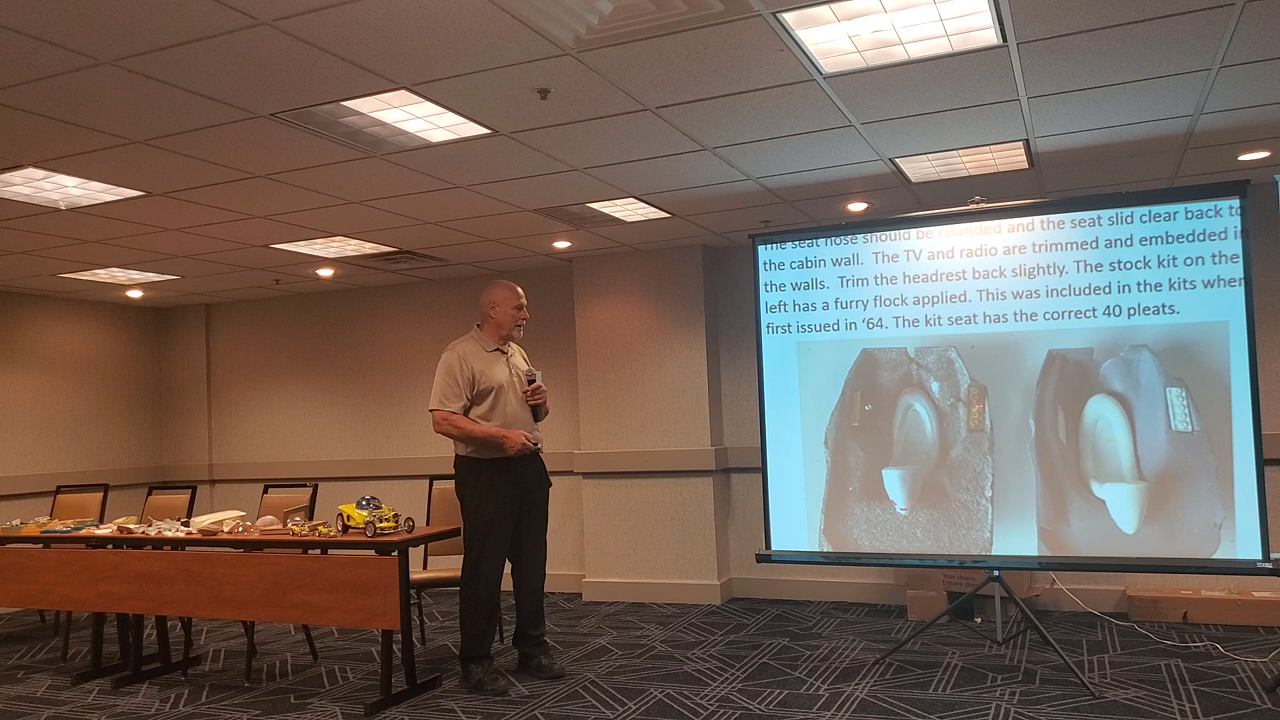 The seat nose should be rounded and the seat slid clear back to
the cabin wall. The TV and radio are trimmed and embedded in
the walls. Trim the headrest back slightly. The stock kit on the
left has a furry flock applied. This was included in the kits when
first issued in ‘64. The kit seat has the correct 40 pleats.